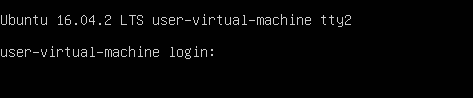 Ubuntu 16.04.2 LTS user-virtual-machine tty2
user-virtual-machine login: